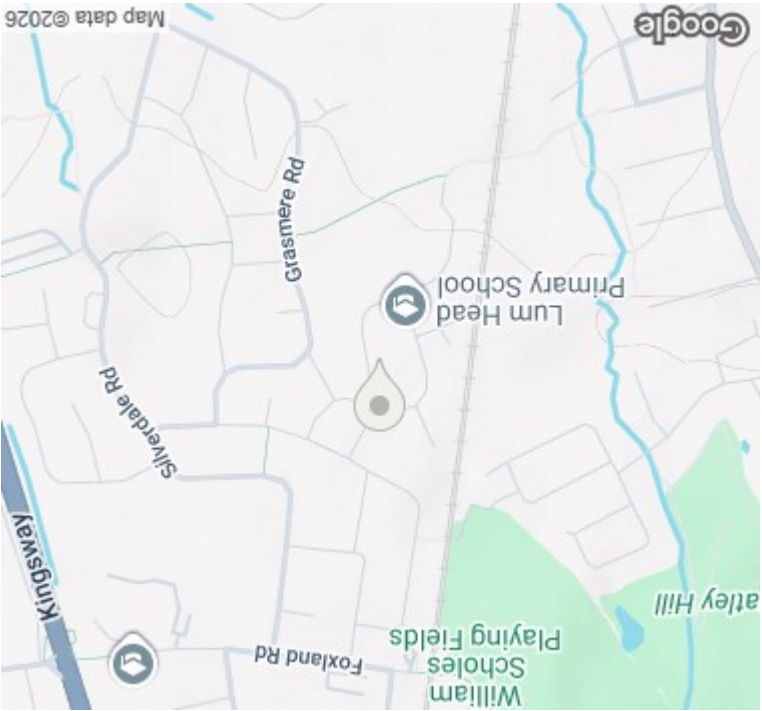 William
Scholes
Playing Fields
Foxland Rd
atley Hill
Kingsway
Silverdale Rd
Lum Head
Primary School
Grasmere Rd
Google
Map data ©2026